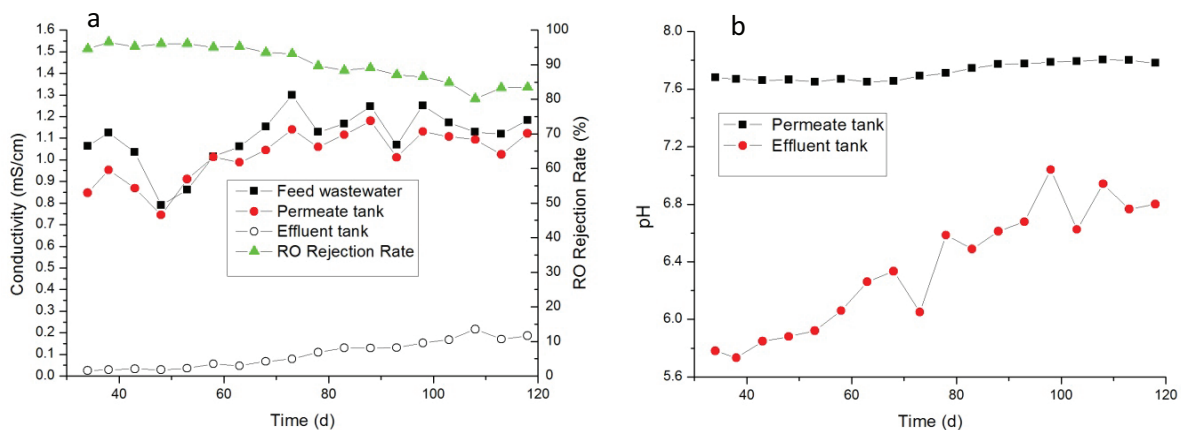 a
1.6
1.5
1.4
1.3
1.2
1.1
1.0
0.9
0.8
0.7
0.6
0.5
0.4
0.3
0.2
0.1
0.0
Conductivity (mS/cm)
100
90
80
70
60
50
40
30
20
10
0
RO Rejection Rate (%)
Feed wastewater
Permeate tank
Effluent tank
RO Rejection Rate
40 60 80 100 120
Time (d)
b
8.0
7.6
7.2
6.8
6.4
6.0
5.6
pH
Permeate tank
Effluent tank
40 60 80 100 120
Time (d)